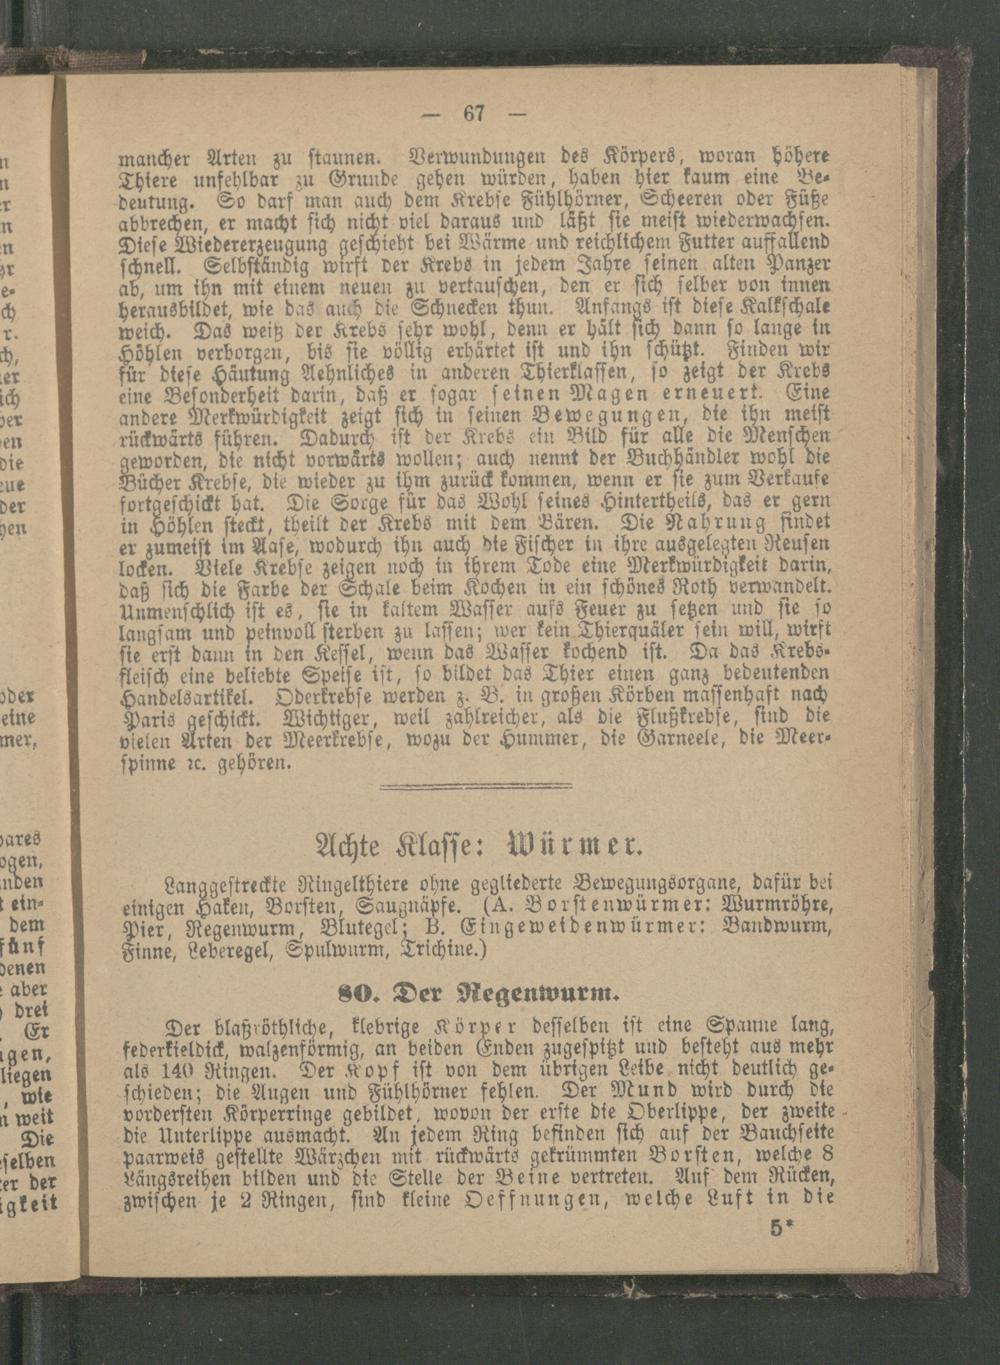 — 67 —
mancher Arten zu staunen. Verwundungen des Körpers, woran höhere
Thiere unfehlbar zu Grunde gehen würden, haben hier kaum eine Be-
deutung. So darf man auch dem Krebse Fühlhörner, Scheeren oder Füße
abbrechen, er macht sich nicht viel daraus und läßt sie meist wiederwachsen.
Diese Wiedererzeugung geschieht bei Wärme und reichlichem Futter auffallend
schnell. Selbständig wirft der Krebs in jedem Jahre seinen alten Panzer
ab, um ihn mit einem neuen zu vertauschen, den er sich selber von innen
herausbildet, wie das auch die Schnecken thun. Anfangs ist diese Kalkschale
weich. Das weiß der Krebs sehr wohl, denn er hält sich dann so lange in
Höhlen verborgen, bis sie völlig erhärtet ist und ihn schützt. Finden wir
für diese Häutung Aehnliches in anderen Thierklassen, so zeigt der Krebs
eine Besonderheit darin, daß er sogar seinen Magen erneuert. Eine
andere Merkwürdigkeit zeigt sich in seinen Bewegungen, die ihn meist
rückwärts führen. Dadurch ist der Krebs ein Bild für alle die Menschen
geworden, die nicht vorwärts wollen; auch nennt der Buchhändler wohl die
Bücher Krebse, die wieder zu ihm zurück kommen, wenn er sie zum Verkaufe
fortgeschickt hat. Die Sorge für das Wohl seines Hintertheils, das er gern
in Höhlen steckt, theilt der Krebs mit dem Bären. Die Nahrung findet
er zumeist im Aase, wodurch ihn auch die Fischer in ihre ausgelegten Reusen
locken. Viele Krebse zeigen noch in ihrem Tode eine Merkwürdigkeit darin,
daß sich die Farbe der Schale beim Kochen in ein schönes Roth verwandelt.
Unmenschlich ist es, sie in kaltem Wasser aufs Feuer zu setzen und sie so
langsam und peinvoll sterben zu lassen; wer kein Thierquäler sein will, wirft
sie erst dann in den Kessel, wenn das Wasser kochend ist. Da das Krebs-
fleisch eine beliebte Speise ist, so bildet das Thier einen ganz bedeutenden
Handelsartikel. Oderkrebse werden z. B. in großen Körben massenhaft nach
Paris geschickt. Wichtiger, weil zahlreicher, als die Flußkrebse, sind die
vielen Arten der Meerkrebse, wozu der Hummer, die Garneele, die Meer-
spinne ꝛc. gehören.
Achte Klasse: Würmer.
Langgestreckte Ringelthiere ohne gegliederte Bewegungsorgane, dafür bei
einigen Haken, Borsten, Saugnäpfe. (A. Borstenwürmer: Wurmröhre,
Pier, Regenwurm, Blutegel; B. Eingeweidenwürmer: Bandwurm,
Finne, Leberegel, Spulwurm, Trichine.)
80. Der Regenwurm.
Der blaßröthliche, klebrige Körper desselben ist eine Spanne lang,
federkieldick, walzenförmig, an beiden Enden zugespitzt und besteht aus mehr
als 140 Ringen. Der Kopf ist von dem übrigen Leibe nicht deutlich ge-
schieden; die Augen und Fühlhörner fehlen. Der Mund wird durch die
vordersten Körperringe gebildet, wovon der erste die Oberlippe, der zweite
die Unterlippe ausmacht. An jedem Ring befinden sich auf der Bauchseite
paarweis gestellte Wärzchen mit rückwärts gekrümmten Borsten, welche 8
Längsreihen bilden und die Stelle der Beine vertreten. Auf dem Rücken,
zwischen je 2 Ringen, sind kleine Oeffnungen, welche Luft in die
5*